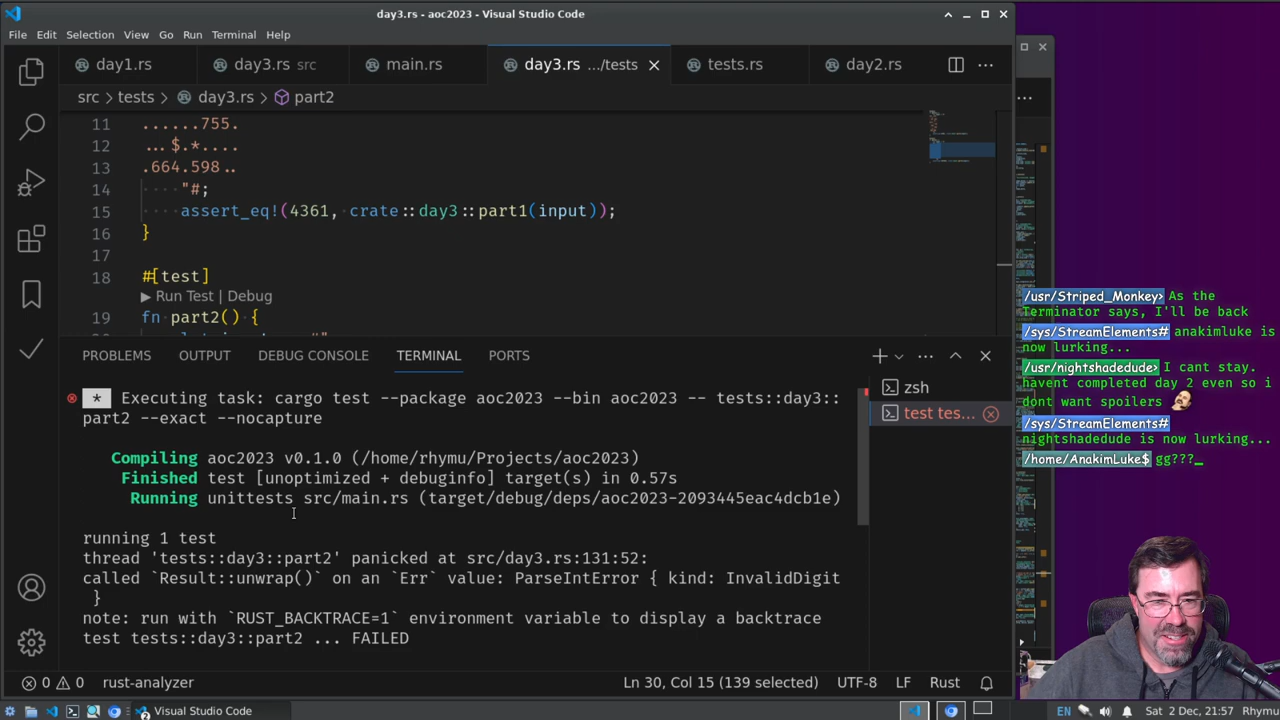 day3.rs - aoc2023 - Visual Studio Code
File Edit Selection View Go Run Terminal Help
day1.rs day3.rs src main.rs day3.rs .../tests tests.rs day2.rs
src > tests > day3.rs > part2
11 ......755.
12 ...$.*....
13 .664.598..
14 ····"#;
15 ····assert_eq!(4361, crate::day3::part1(input));
16 }
17
18 #[test]
▶ Run Test | Debug
19 fn part2() {
PROBLEMS OUTPUT DEBUG CONSOLE TERMINAL PORTS
* Executing task: cargo test --package aoc2023 --bin aoc2023 -- tests::day3::
part2 --exact --nocapture
Compiling aoc2023 v0.1.0 (/home/rhymu/Projects/aoc2023)
Finished test [unoptimized + debuginfo] target(s) in 0.57s
Running unittests src/main.rs (target/debug/deps/aoc2023-2093445eac4dcb1e)
running 1 test
thread 'tests::day3::part2' panicked at src/day3.rs:131:52:
called `Result::unwrap()` on an `Err` value: ParseIntError { kind: InvalidDigit
}
note: run with `RUST_BACKTRACE=1` environment variable to display a backtrace
test tests::day3::part2 ... FAILED
zsh
test tes...
0 0 rust-analyzer Ln 30, Col 15 (139 selected) UTF-8 LF Rust
Visual Studio Code EN Sat 2 Dec, 21:57 Rhymu
/usr/Striped_Monkey> As the
Terminator says, I'll be back
/sys/StreamElements# anakimluke is
now lurking...
/usr/nightshadedude> I cant stay.
havent completed day 2 even so i
dont want spoilers
/sys/StreamElements#
nightshadedude is now lurking...
/home/AnakimLuke$ gg???_